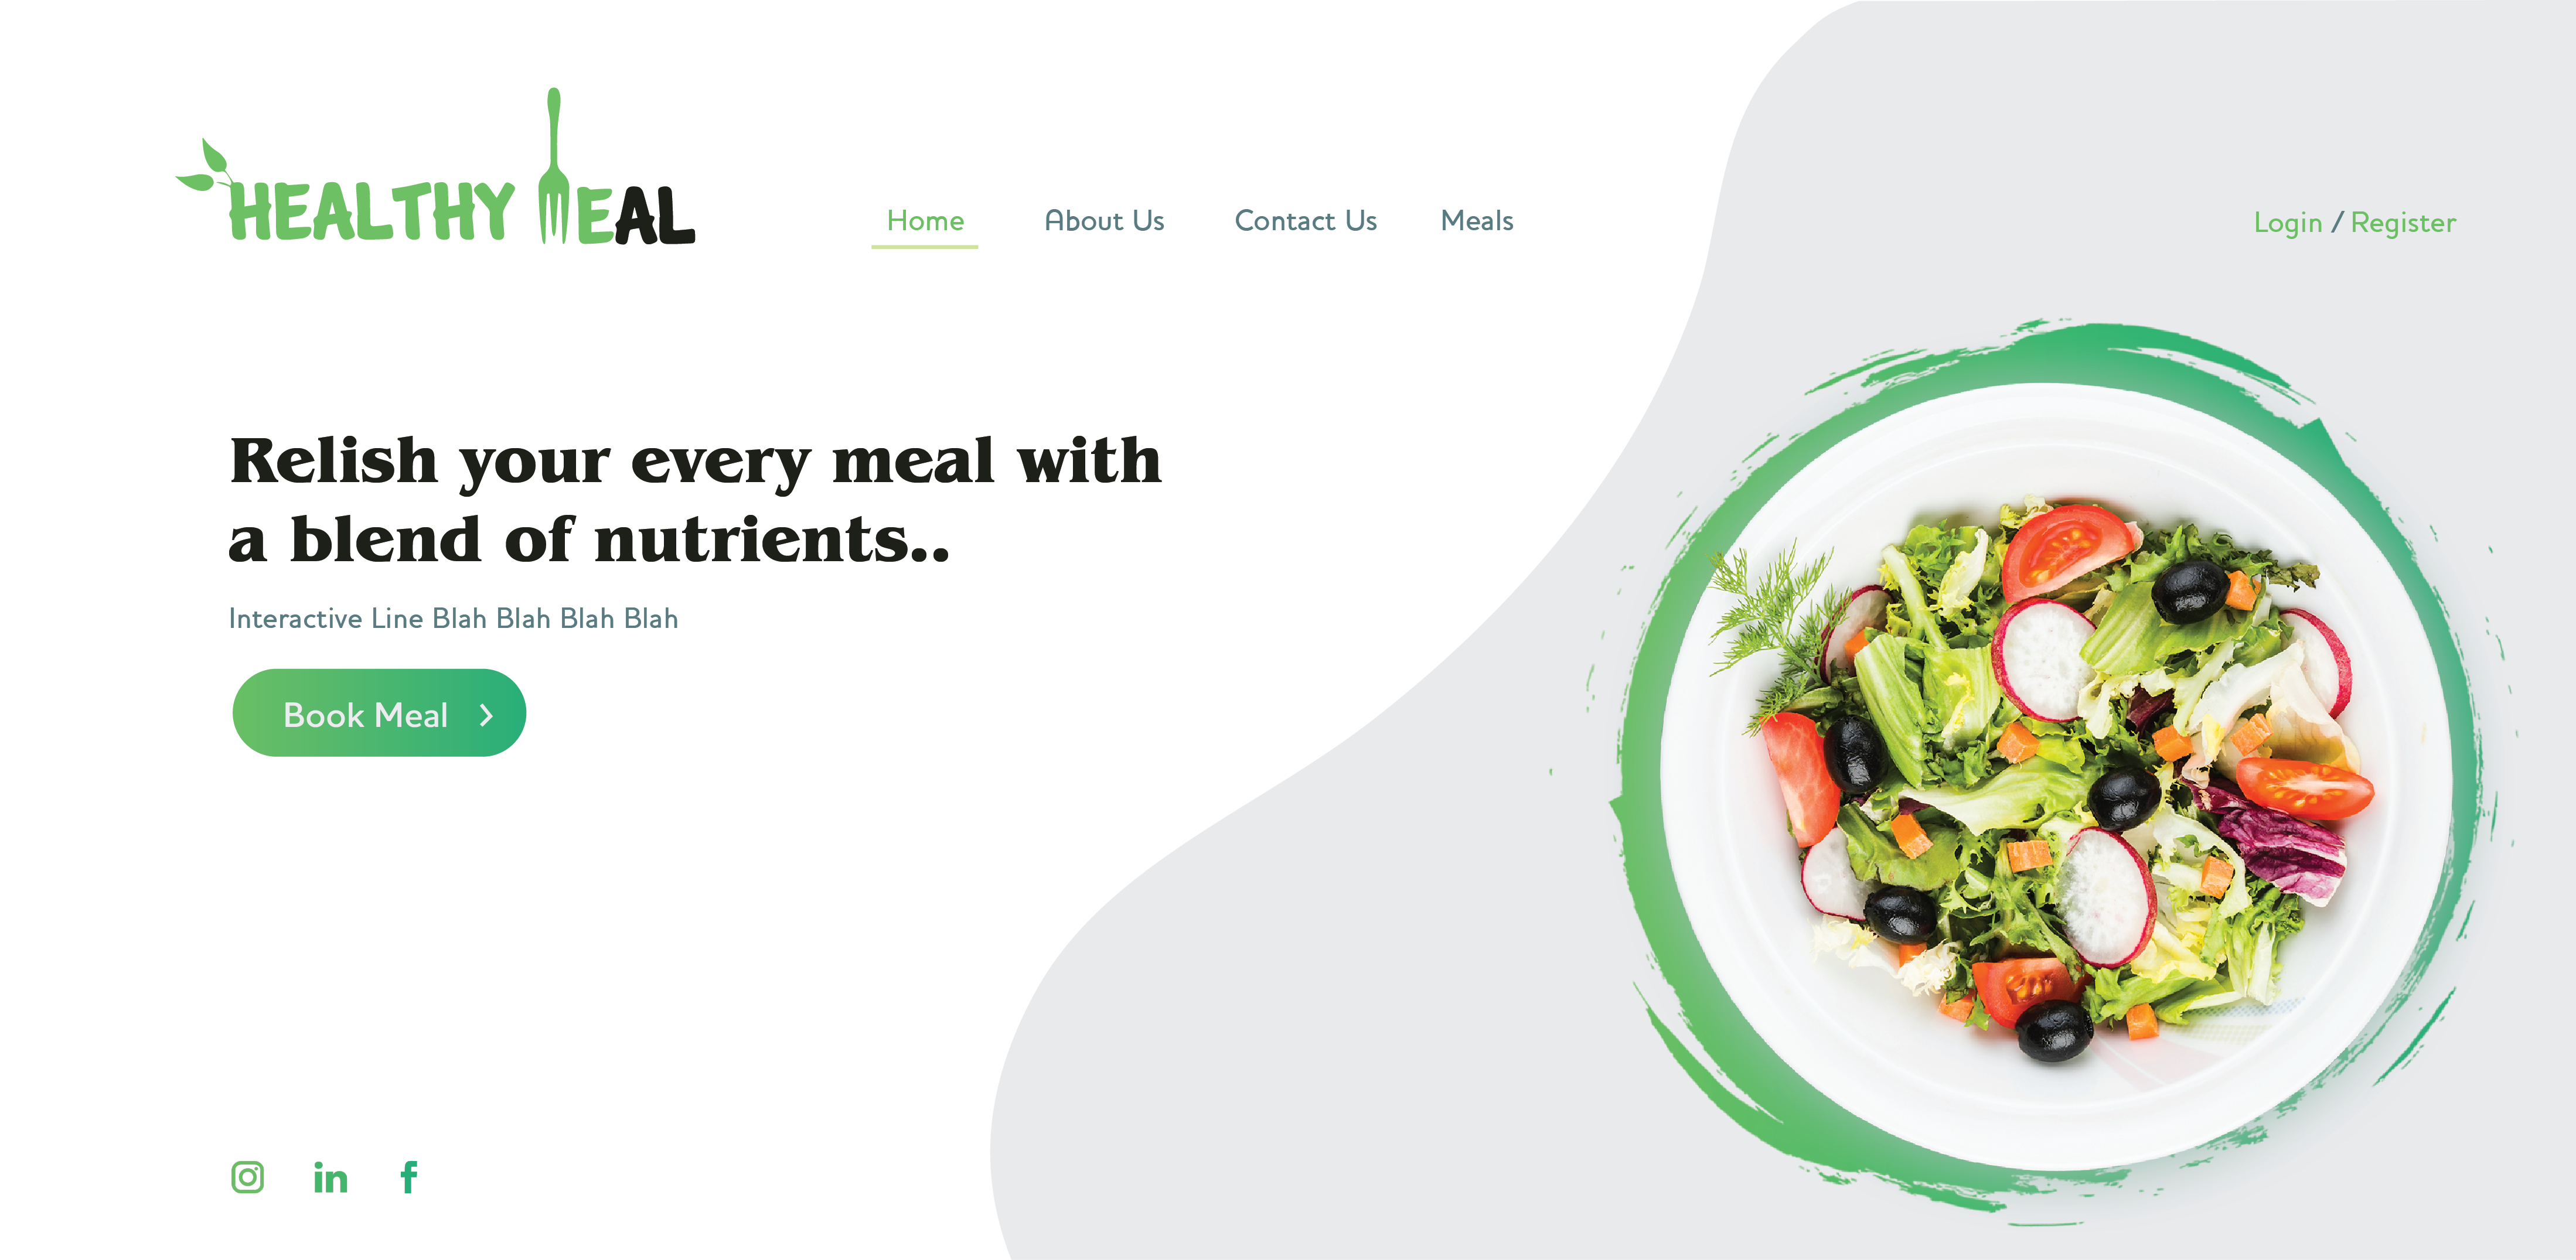 HEALTHY MEAL
Home
About Us
Contact Us
Meals
Login / Register
Relish your every meal with
a blend of nutrients..
Interactive Line Blah Blah Blah Blah
Book Meal
in
f